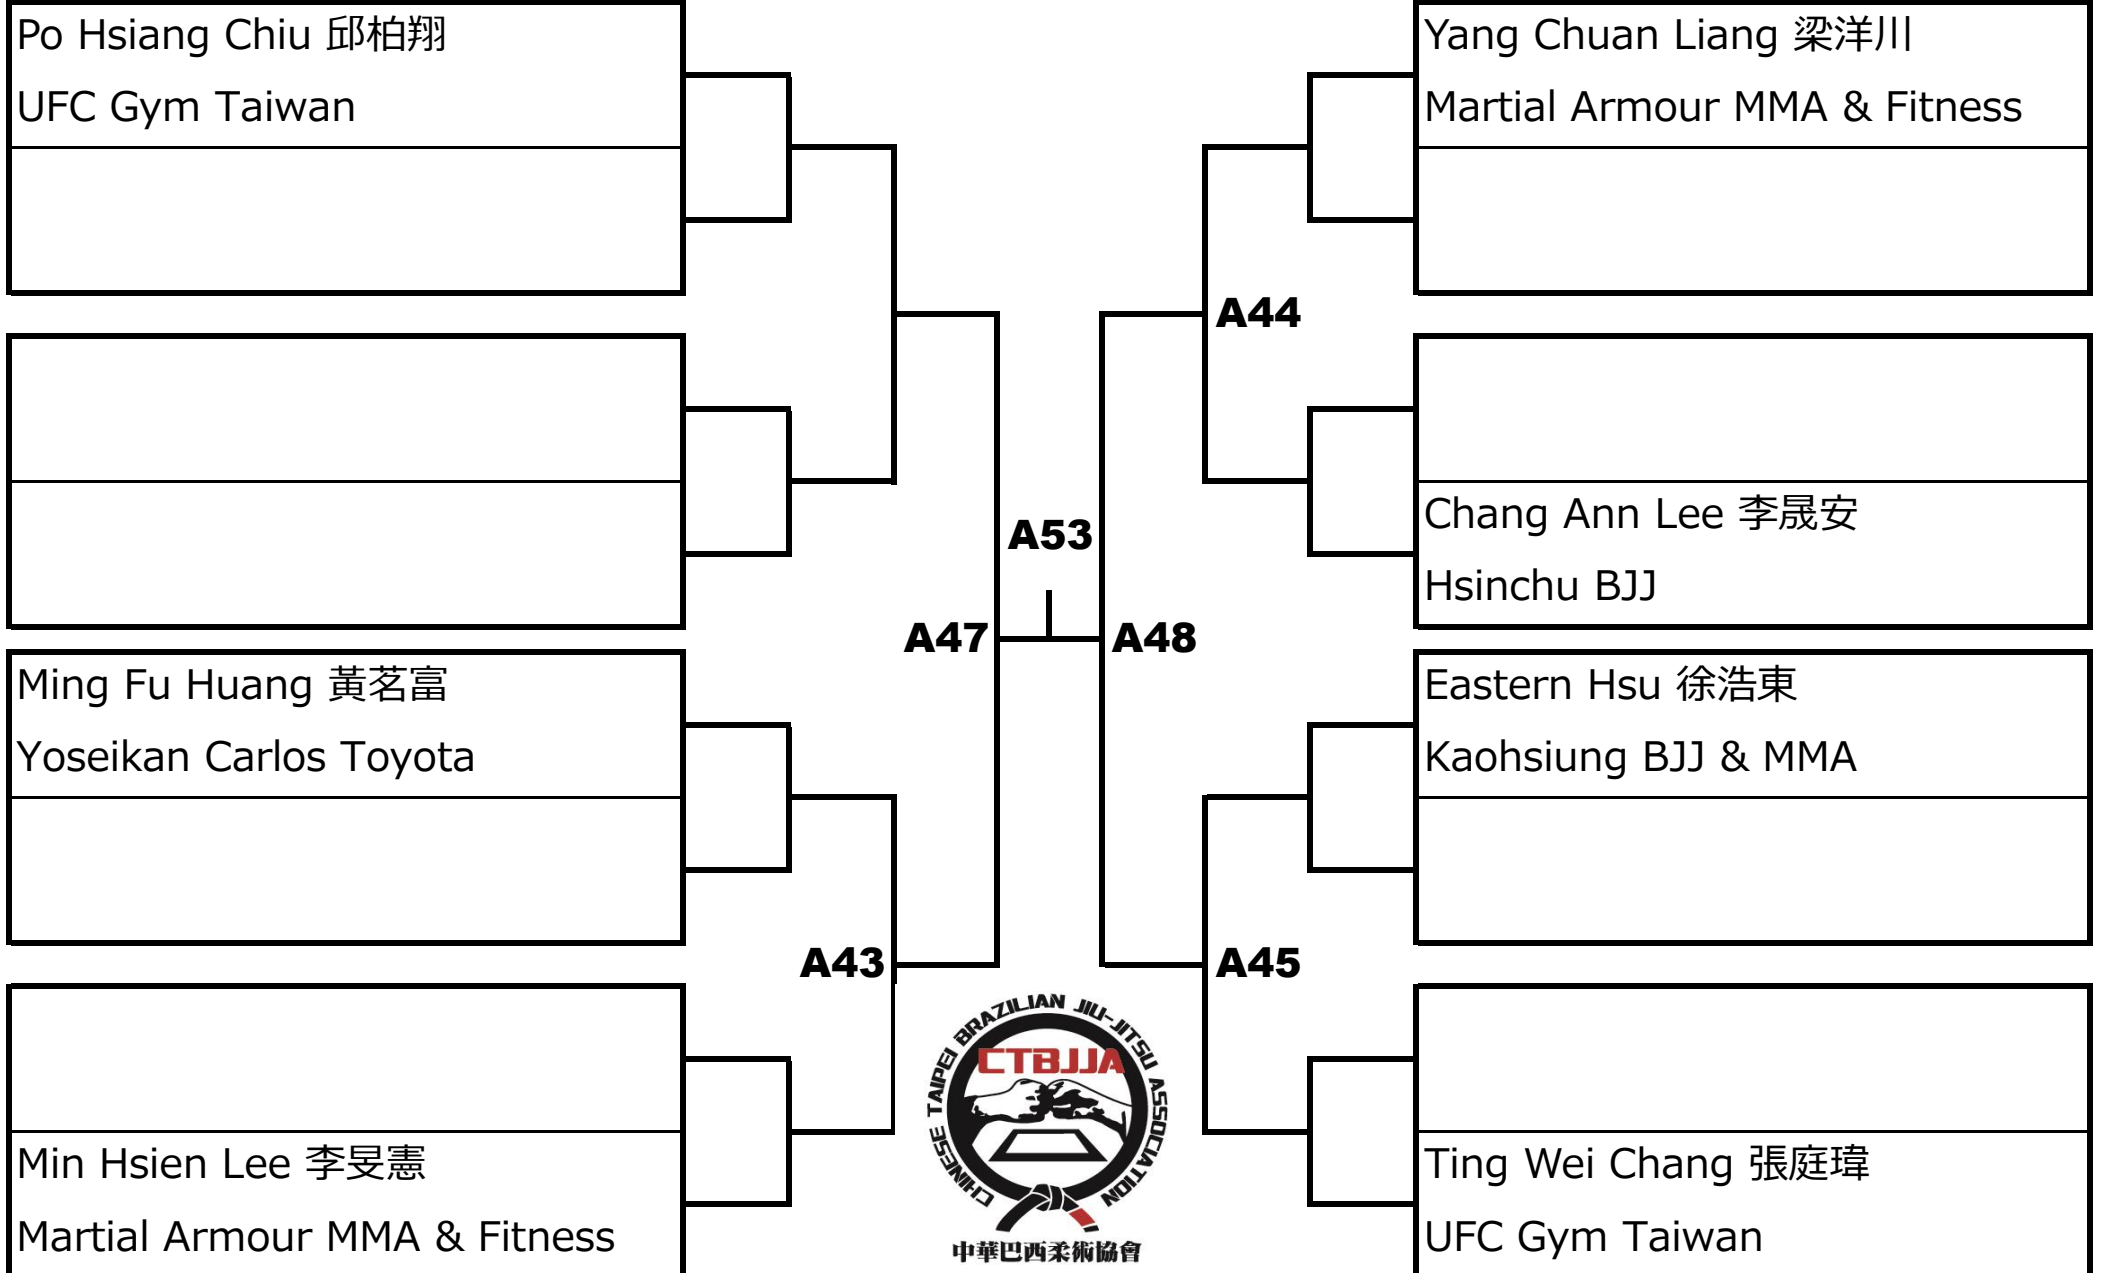 Po Hsiang Chiu 邱柏翔
UFC Gym Taiwan
Ming Fu Huang 黃茗富
Yoseikan Carlos Toyota
Min Hsien Lee 李旻憲
Martial Armour MMA & Fitness
A43
A47
A53
A48
A44
A45
Yang Chuan Liang 梁洋川
Martial Armour MMA & Fitness
Chang Ann Lee 李晟安
Hsinchu BJJ
Eastern Hsu 徐浩東
Kaohsiung BJJ & MMA
Ting Wei Chang 張庭瑋
UFC Gym Taiwan
CHINESE TAIPEI BRAZILIAN JIU-JITSU ASSOCIATION
CTBJJA
中華巴西柔術協會